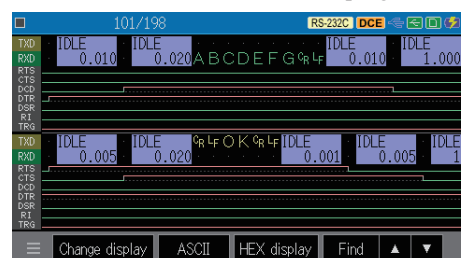 101/198 RS-232C DCE
TXD IDLE IDLE IDLE IDLE
RXD 0.010 0.020 A B C D E F G CR LF 0.010 1.000
RTS
CTS
DCD
DTR
DSR
RI
TRG
TXD IDLE IDLE CR LF O K CR LF IDLE IDLE IDLE
RXD 0.005 0.020 0.001 0.005 1
RTS
CTS
DCD
DTR
DSR
RI
TRG
Change display ASCII HEX display Find ▲ ▼